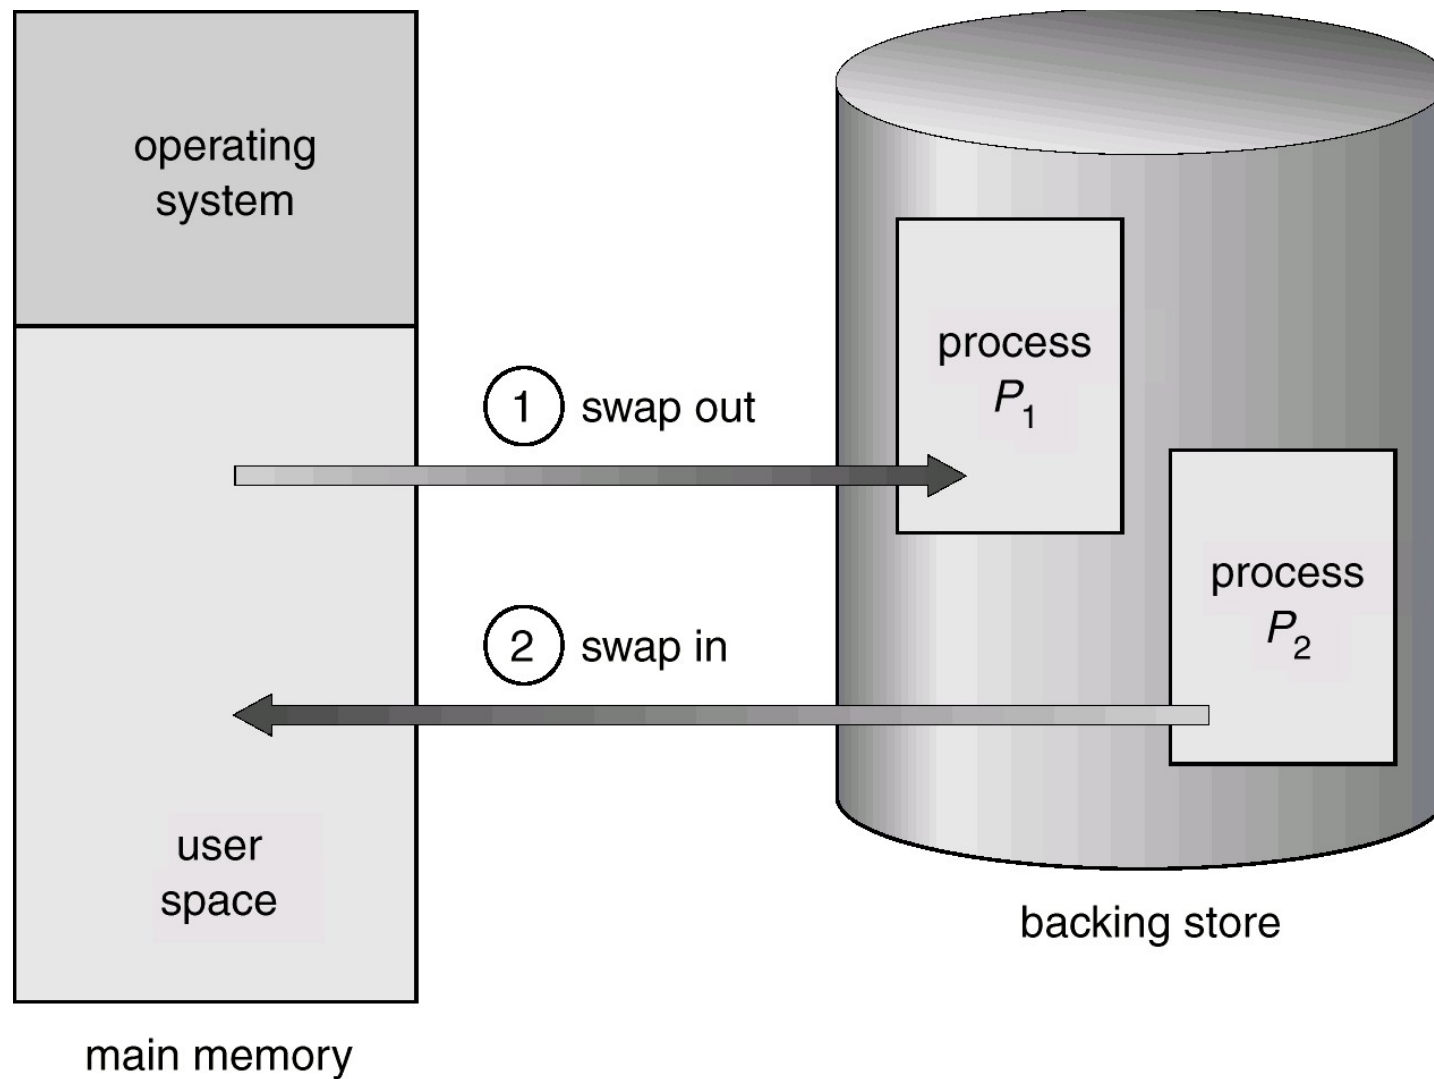 operating
system
1 swap out
process
P1
process
P2
2 swap in
user
space
backing store
main memory